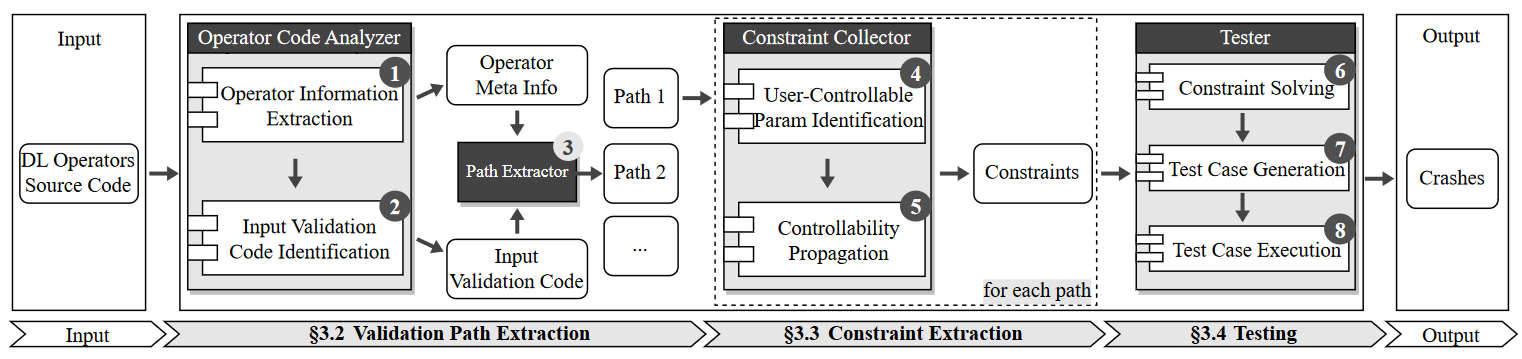 Input
DL Operators
Source Code
Operator Code Analyzer
1
Operator Information
Extraction
2
Input Validation
Code Identification
Operator
Meta Info
3
Path Extractor
Input
Validation Code
Path 1
Path 2
...
Constraint Collector
4
User-Controllable
Param Identification
5
Controllability
Propagation
Constraints
for each path
Tester
6
Constraint Solving
7
Test Case Generation
8
Test Case Execution
Output
Crashes
Input
§3.2 Validation Path Extraction
§3.3 Constraint Extraction
§3.4 Testing
Output